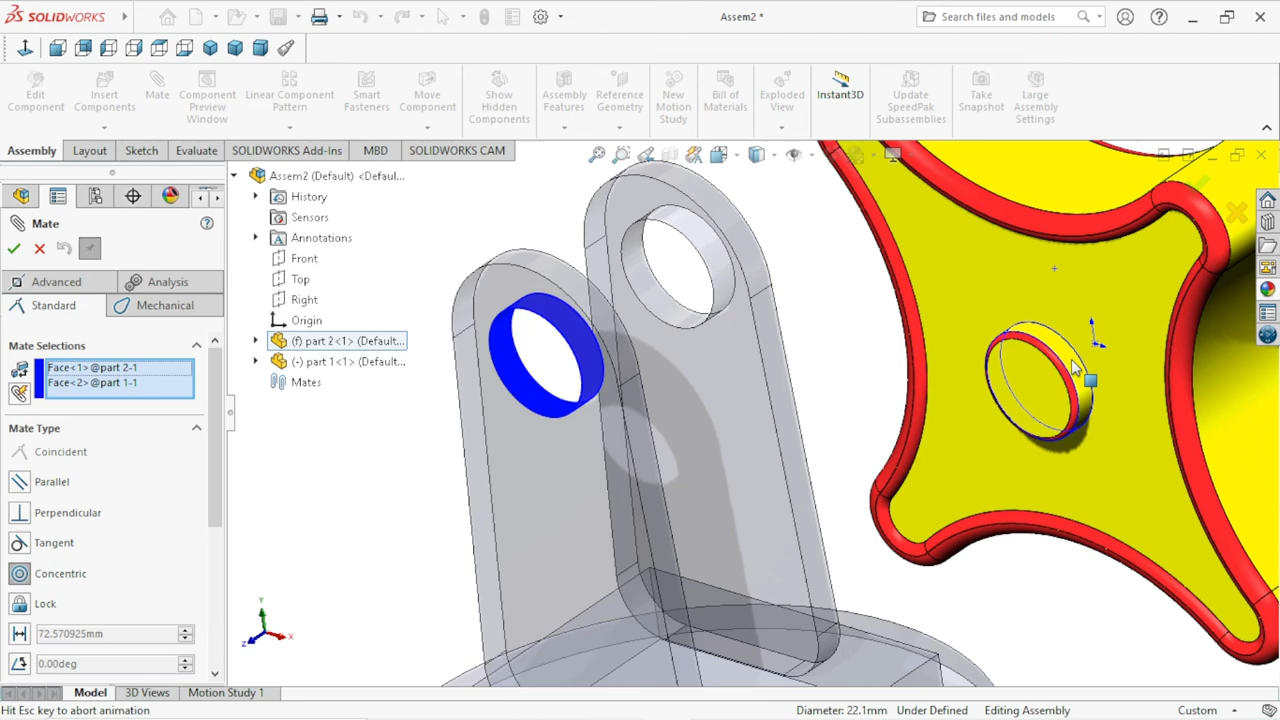 SOLIDWORKS
Assem2 *
Search files and models
Edit Component
Insert Components
Mate
Component Preview Window
Linear Component Pattern
Smart Fasteners
Move Component
Show Hidden Components
Assembly Features
Reference Geometry
New Motion Study
Bill of Materials
Exploded View
Instant3D
Update SpeedPak Subassemblies
Take Snapshot
Large Assembly Settings
Assembly
Layout
Sketch
Evaluate
SOLIDWORKS Add-Ins
MBD
SOLIDWORKS CAM
Mate
Advanced
Analysis
Standard
Mechanical
Mate Selections
Face<1>@part 2-1
Face<2>@part 1-1
Mate Type
Coincident
Parallel
Perpendicular
Tangent
Concentric
Lock
72.570925mm
0.00deg
Assem2 (Default) <Defaul...
History
Sensors
Annotations
Front
Top
Right
Origin
(f) part 2<1> (Default...
(-) part 1<1> (Default...
Mates
Y
X
Z
Model
3D Views
Motion Study 1
Hit Esc key to abort animation
Diameter: 22.1mm
Under Defined
Editing Assembly
Custom